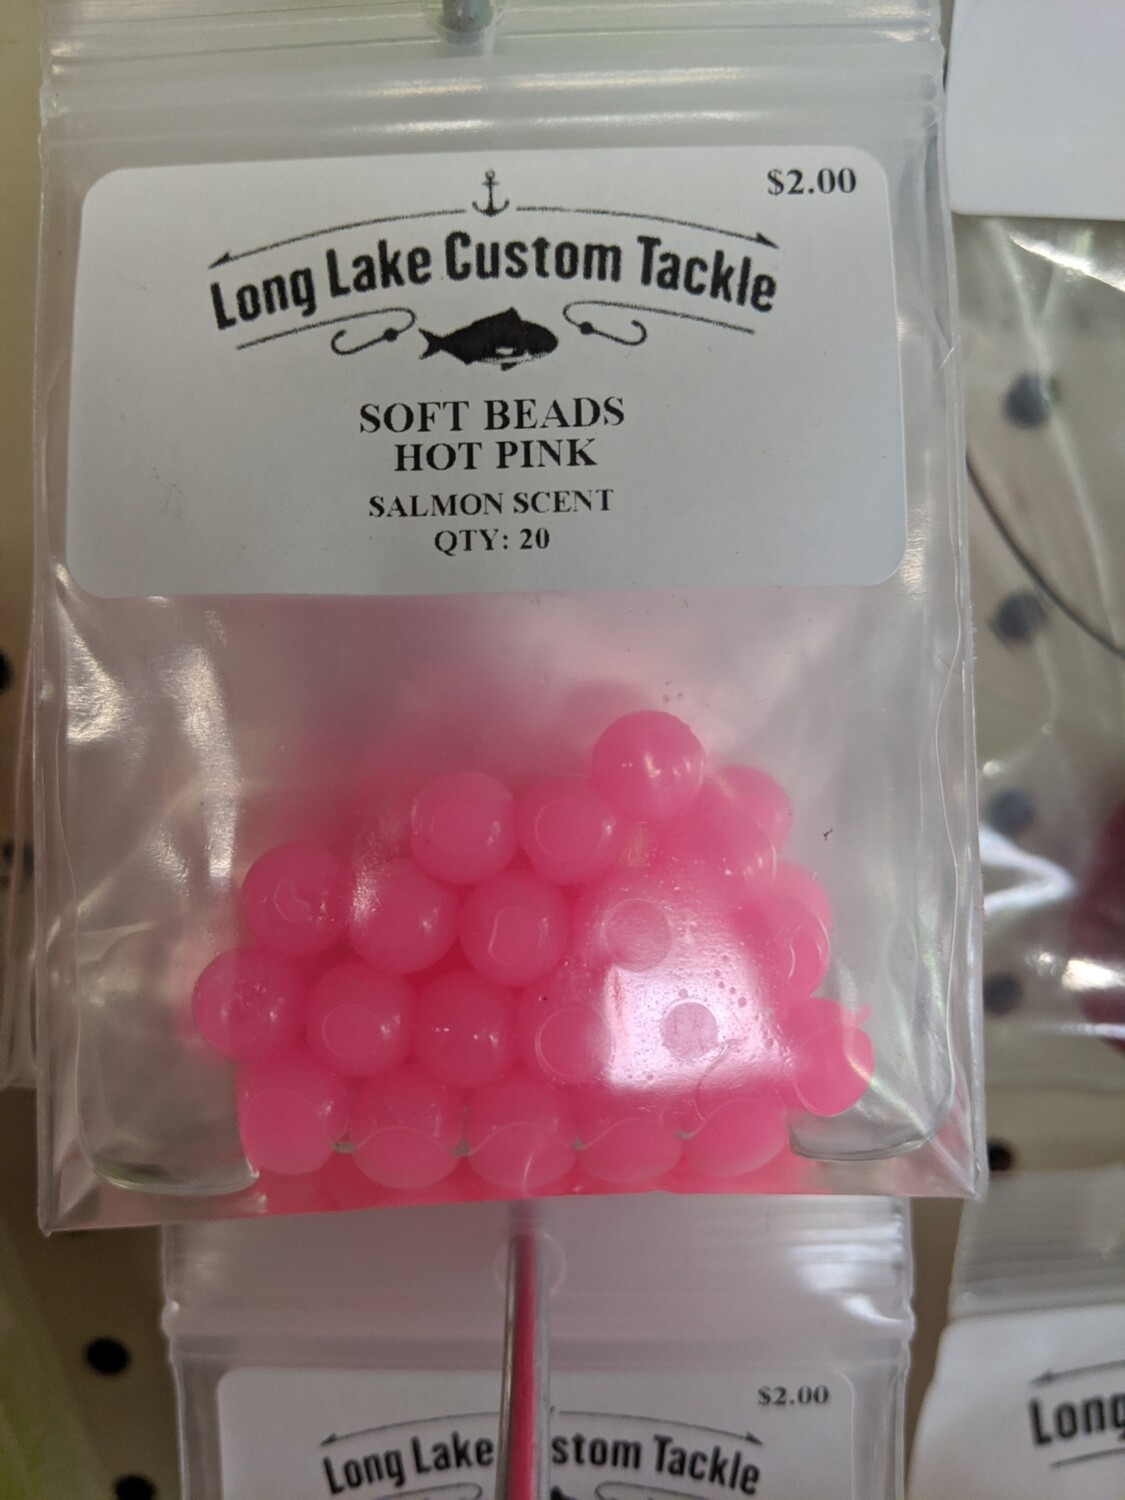 $2.00
Long Lake Custom Tackle
SOFT BEADS
HOT PINK
SALMON SCENT
QTY: 20
$2.00
Long Lake stom Tackle
Long